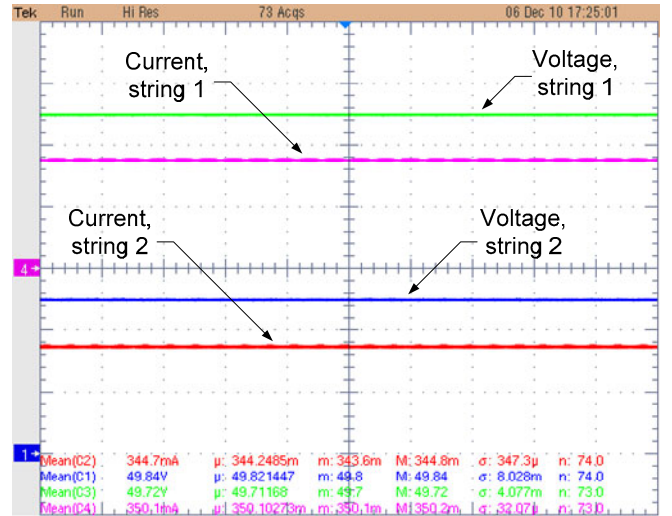 Tek Run Hi Res 73 Acqs 06 Dec 10 17:25:01
Current,
string 1
Voltage,
string 1
Current,
string 2
Voltage,
string 2
4
1
Mean(C2) 344.7mA µ: 344.2485m m: 343.6m M: 344.8m σ: 347.3µ n: 74.0
Mean(C1) 49.84V µ: 49.821447 m: 49.8 M: 49.84 σ: 8.028m n: 74.0
Mean(C3) 49.72V µ: 49.71168 m: 49.7 M: 49.72 σ: 4.077m n: 73.0
Mean(C4) 350.1mA µ: 350.10273m m: 350.1m M: 350.2m σ: 32.07µ n: 73.0